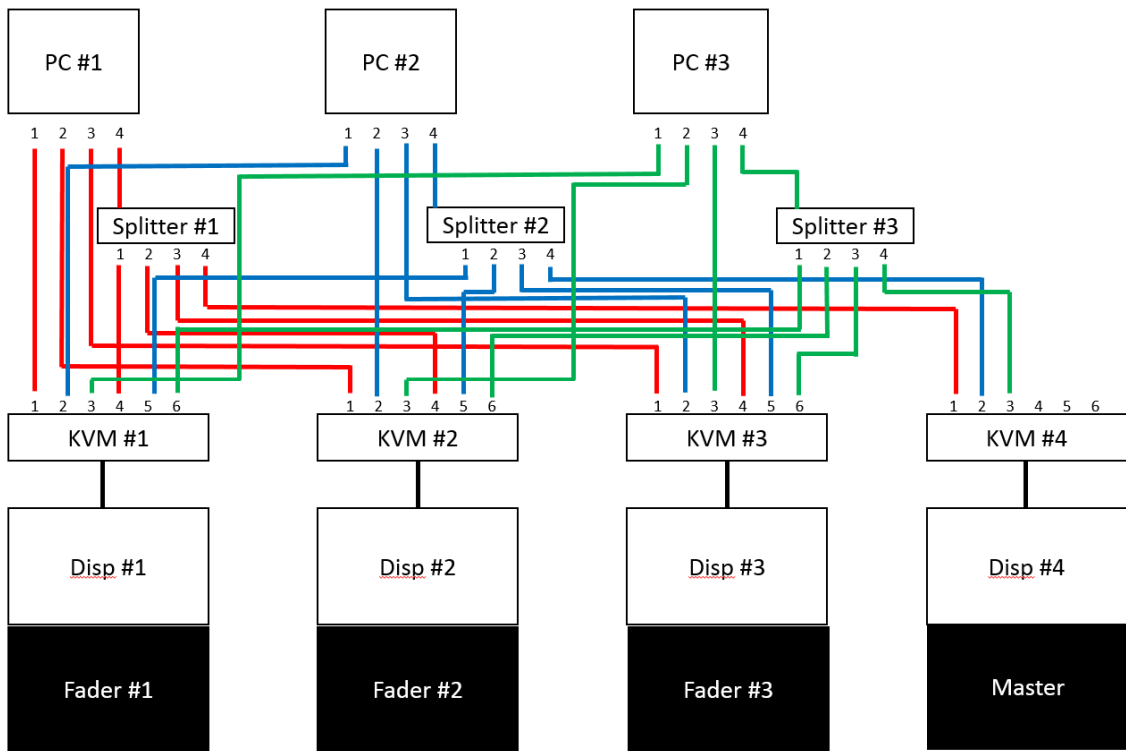 PC #1 PC #2 PC #3
1 2 3 4 1 2 3 4 1 2 3 4
Splitter #1 Splitter #2 Splitter #3
1 2 3 4 1 2 3 4 1 2 3 4
1 2 3 4 5 6 1 2 3 4 5 6 1 2 3 4 5 6 1 2 3 4 5 6
KVM #1 KVM #2 KVM #3 KVM #4
Disp #1 Disp #2 Disp #3 Disp #4
Fader #1 Fader #2 Fader #3 Master